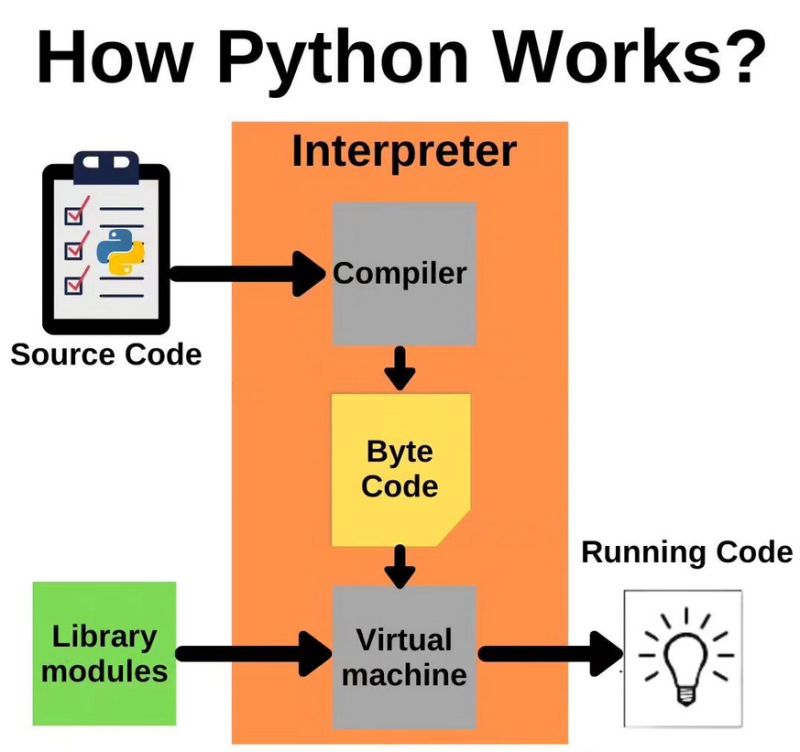 How Python Works?
Interpreter
Compiler
Source Code
Byte
Code
Running Code
Library
modules
Virtual
machine